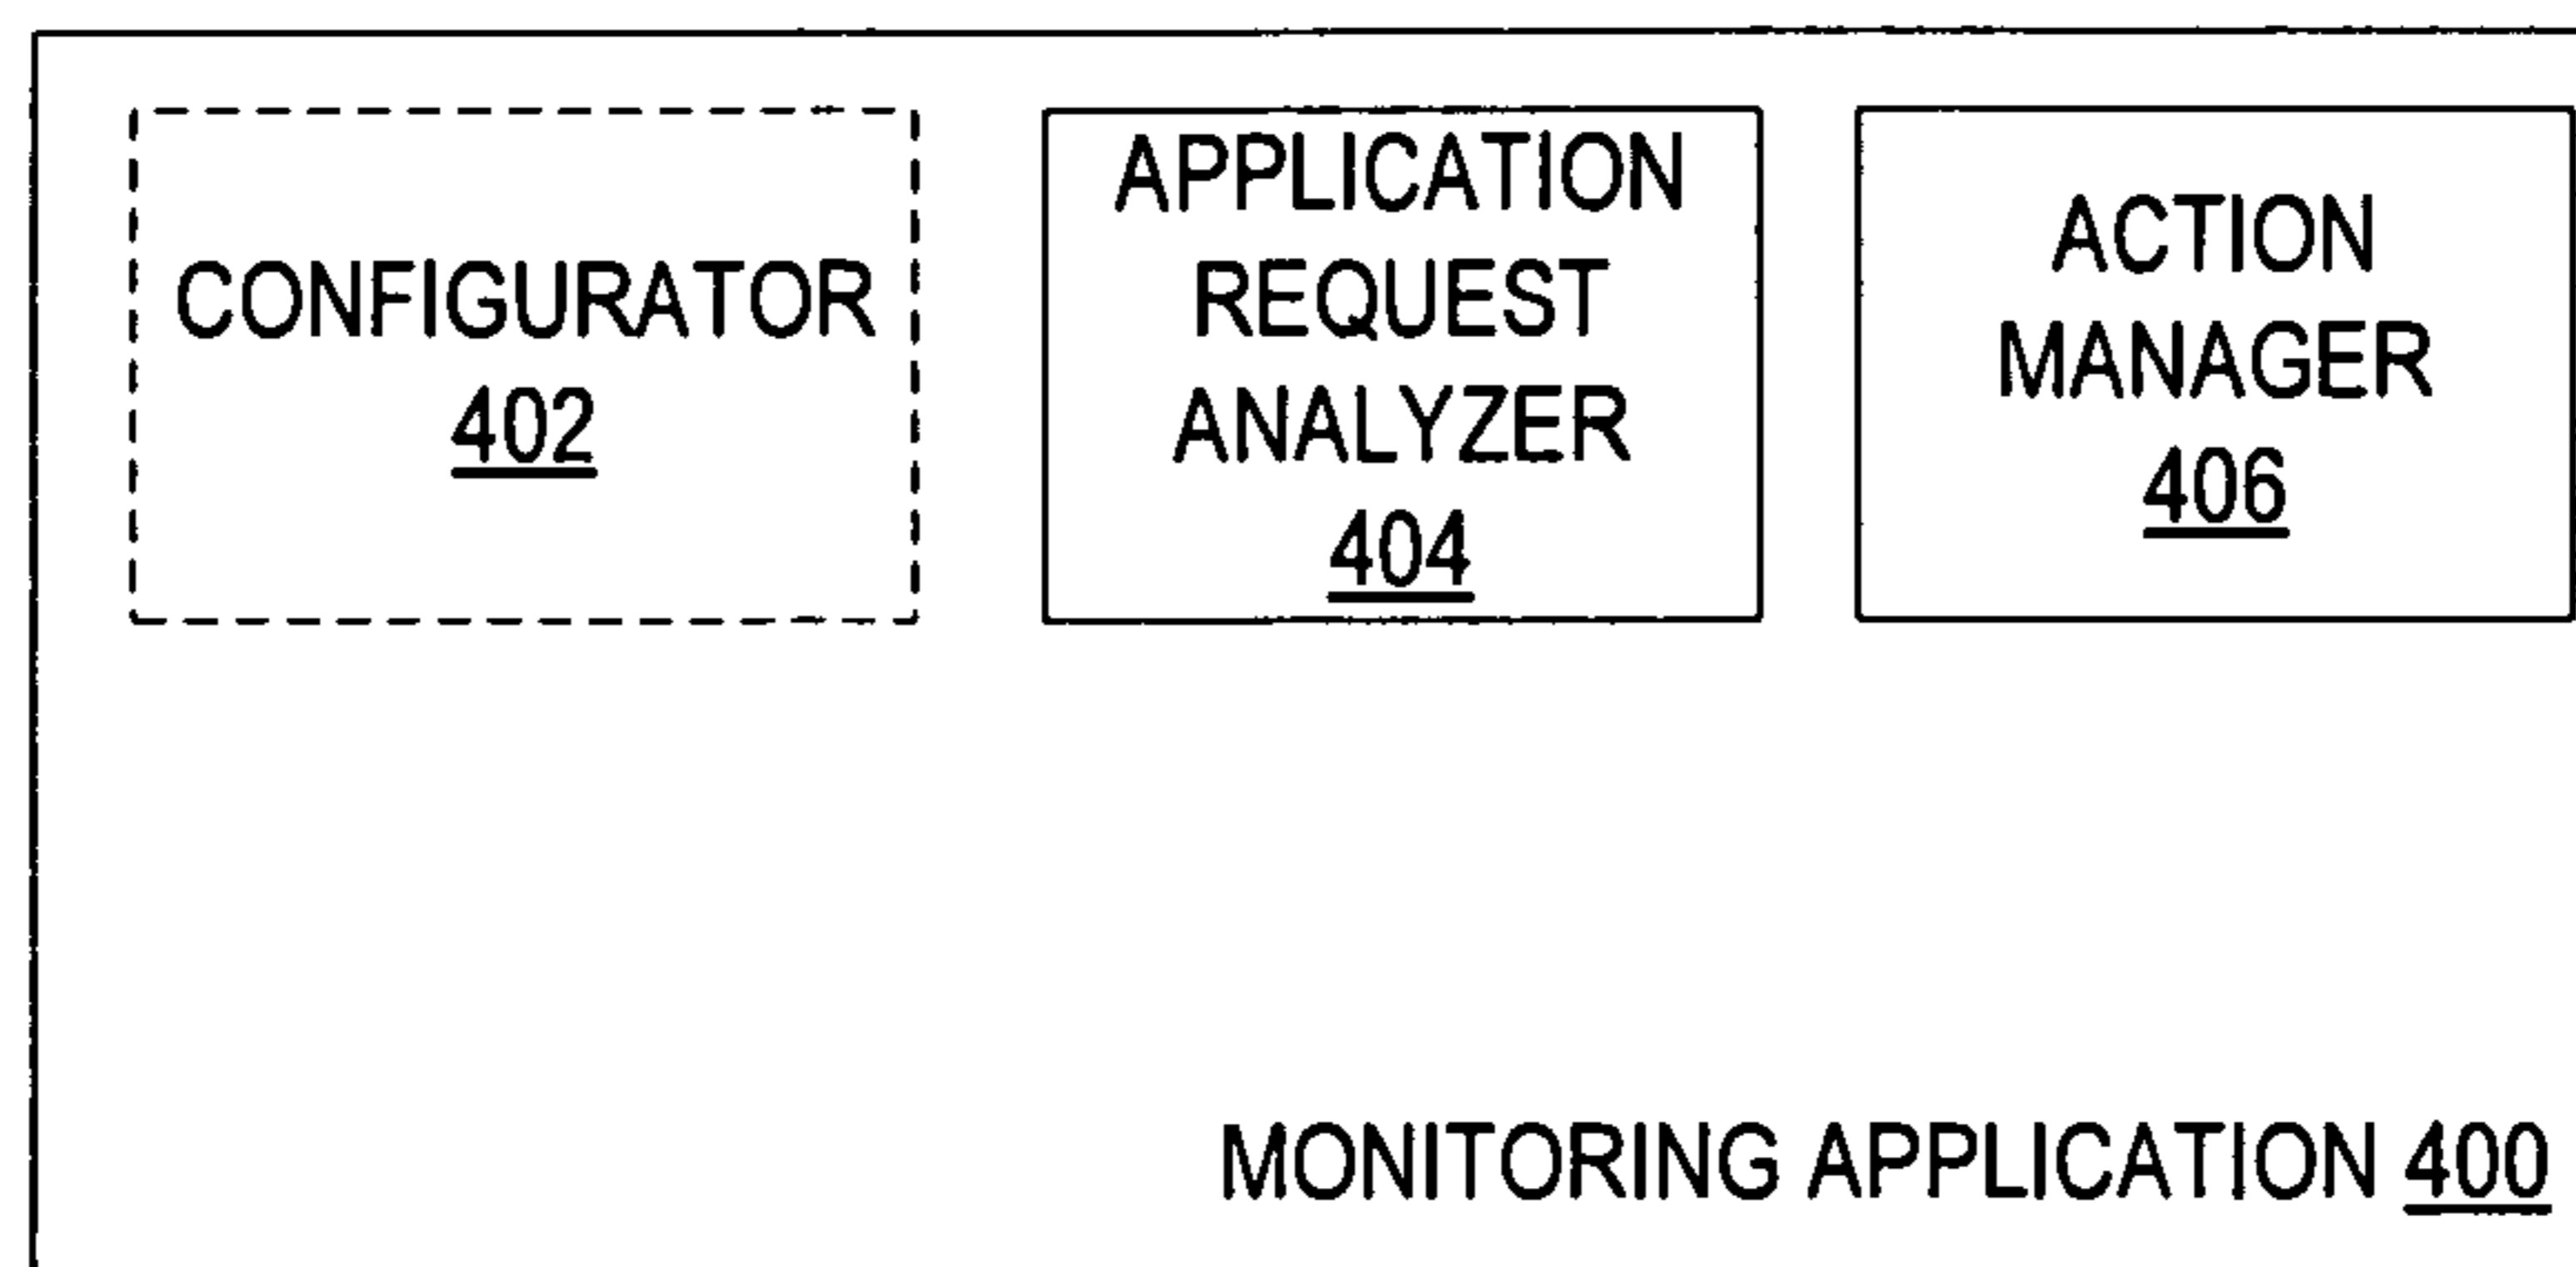 CONFIGURATOR
402
APPLICATION
REQUEST
ANALYZER
404
ACTION
MANAGER
406
MONITORING APPLICATION 400